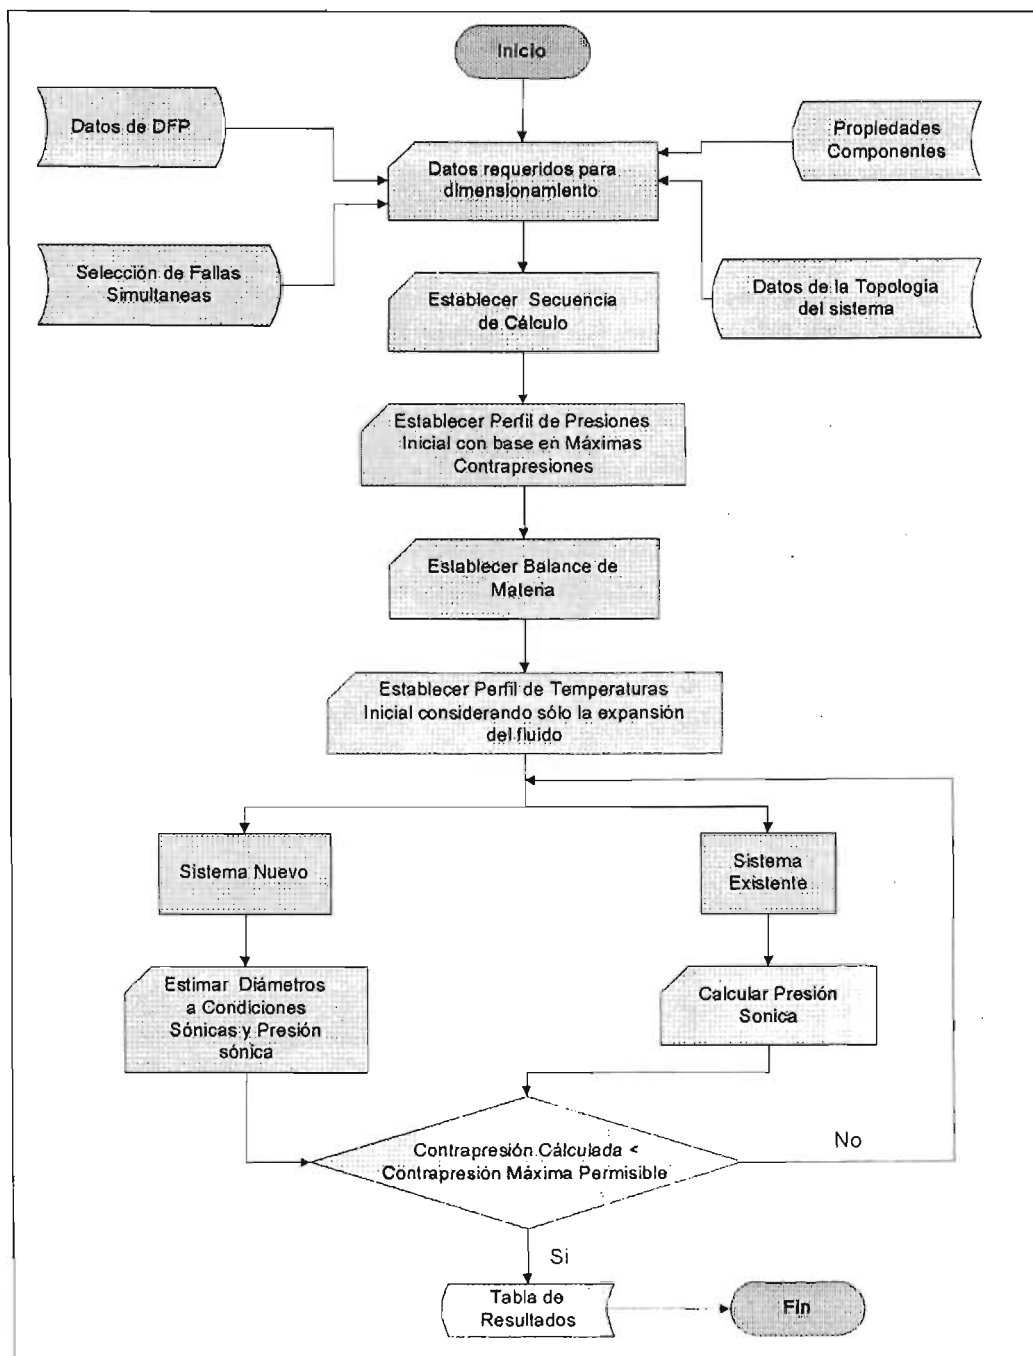 Inicio
Datos de DFP
Propiedades
Componentes
Datos requeridos para
dimensionamiento
Selección de Fallas
Simultaneas
Establecer Secuencia
de Cálculo
Datos de la Topologia
del sistema
Establecer Perfil de Presiones
Inicial con base en Máximas
Contrapresiones
Establecer Balance de
Materia
Establecer Perfil de Temperaturas
Inicial considerando sólo la expansión
del fluido
Sistema Nuevo
Sistema
Existente
Estimar Diámetros
a Condiciones
Sónicas y Presión
sónica
Calcular Presión
Sonica
Contrapresión Cálculada <
Contrapresión Máxima Permisible
No
Si
Tabla de
Resultados
Fin